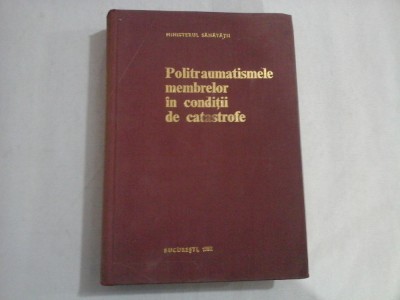 MINISTERUL SĂNĂTĂȚII
Politraumatismele
membrelor
în condiții
de catastrofe
BUCUREȘTI,